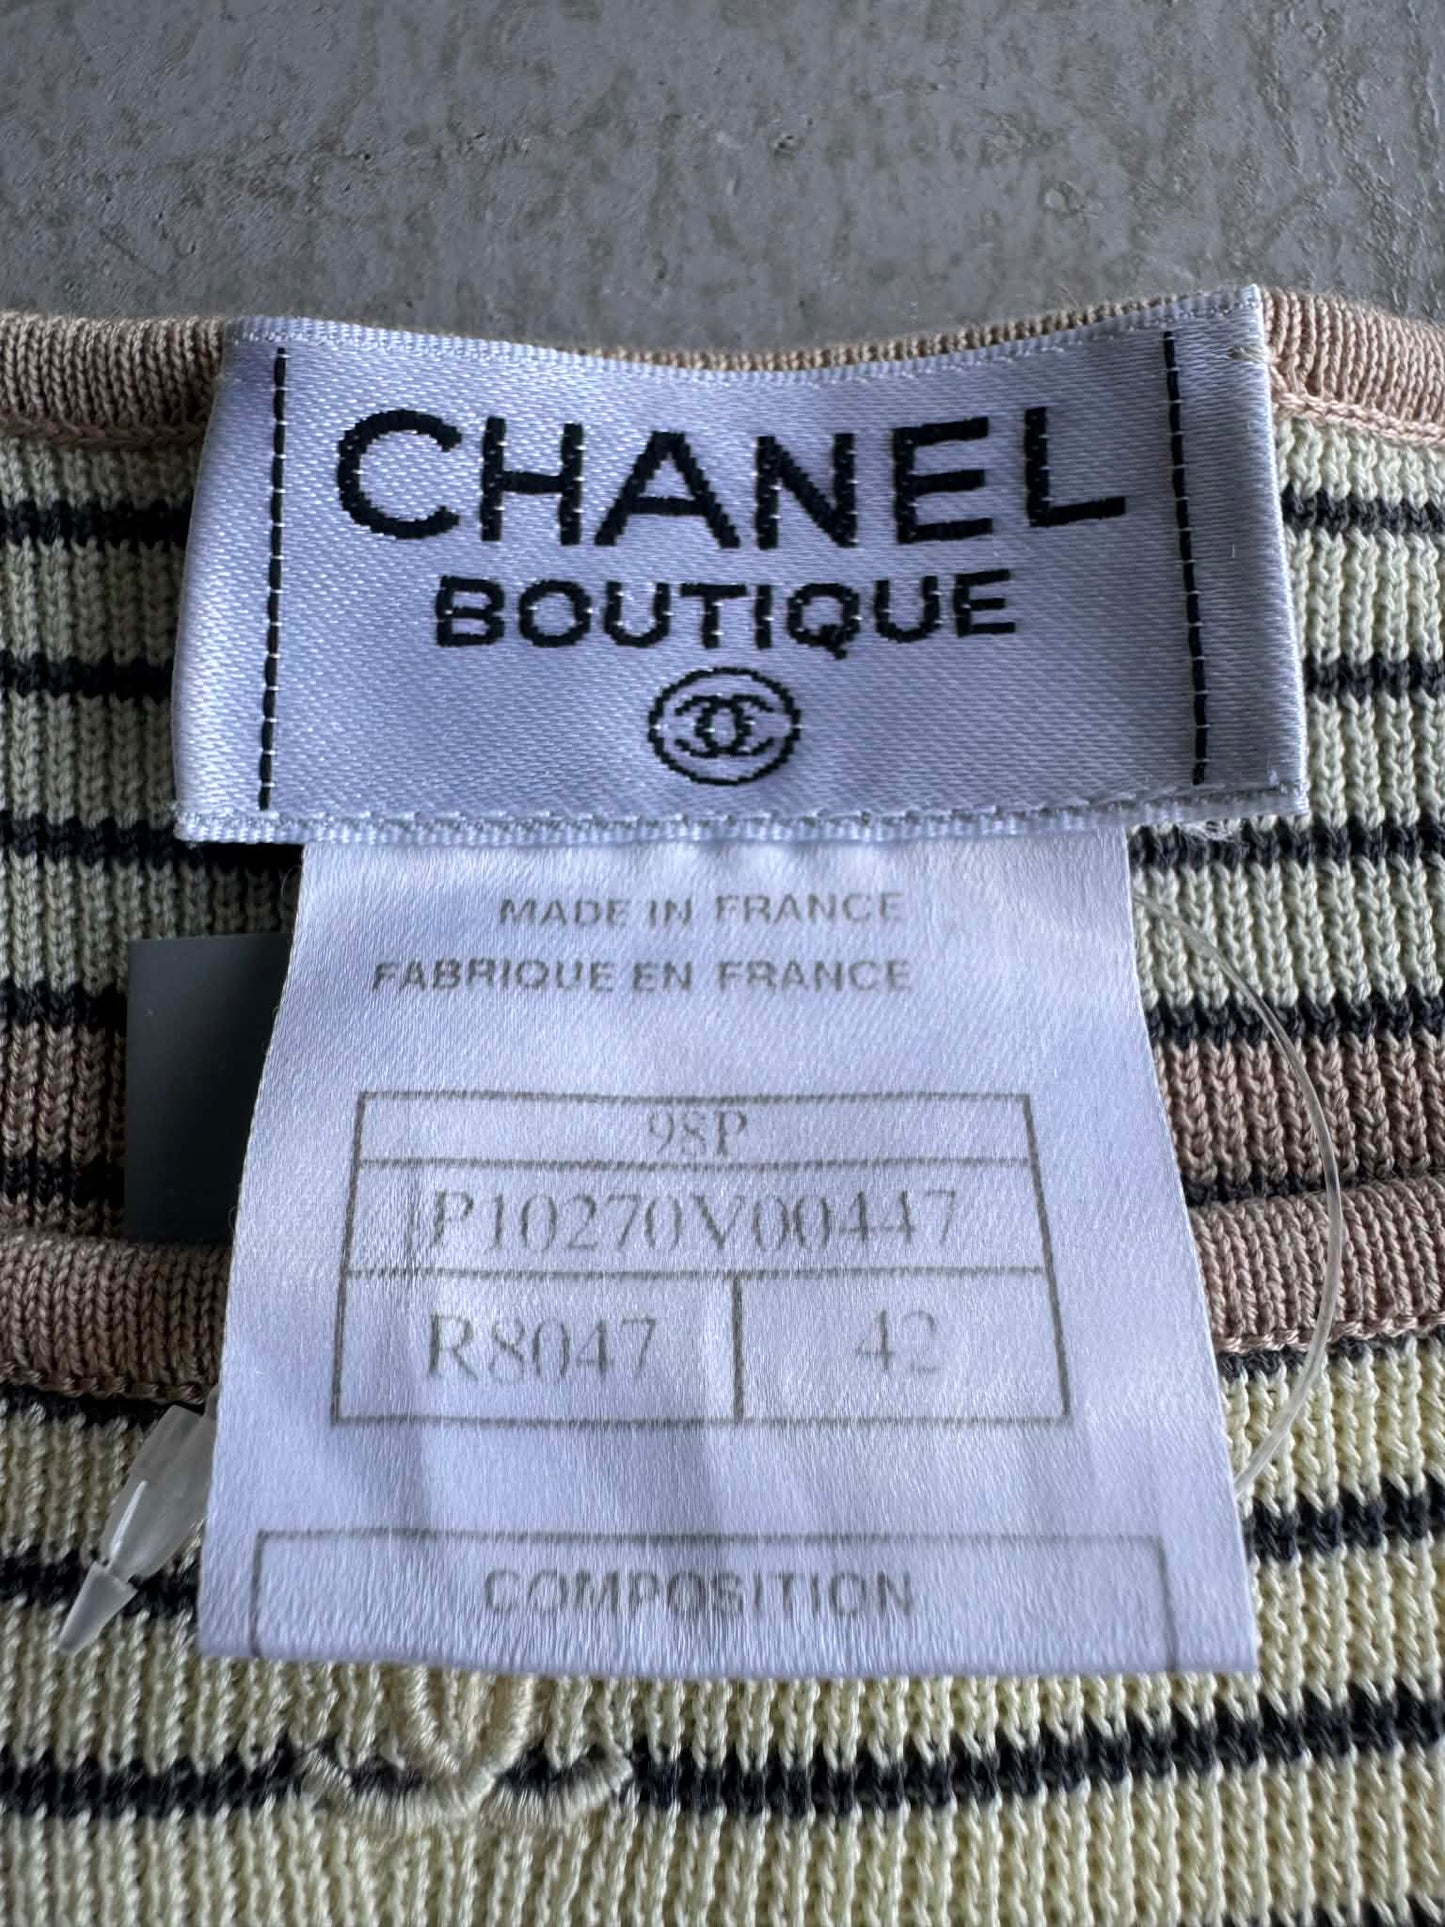 CHANEL
BOUTIQUE
MADE IN FRANCE
FABRIQUE EN FRANCE
98P
P10270V00447
R8047 42
COMPOSITION